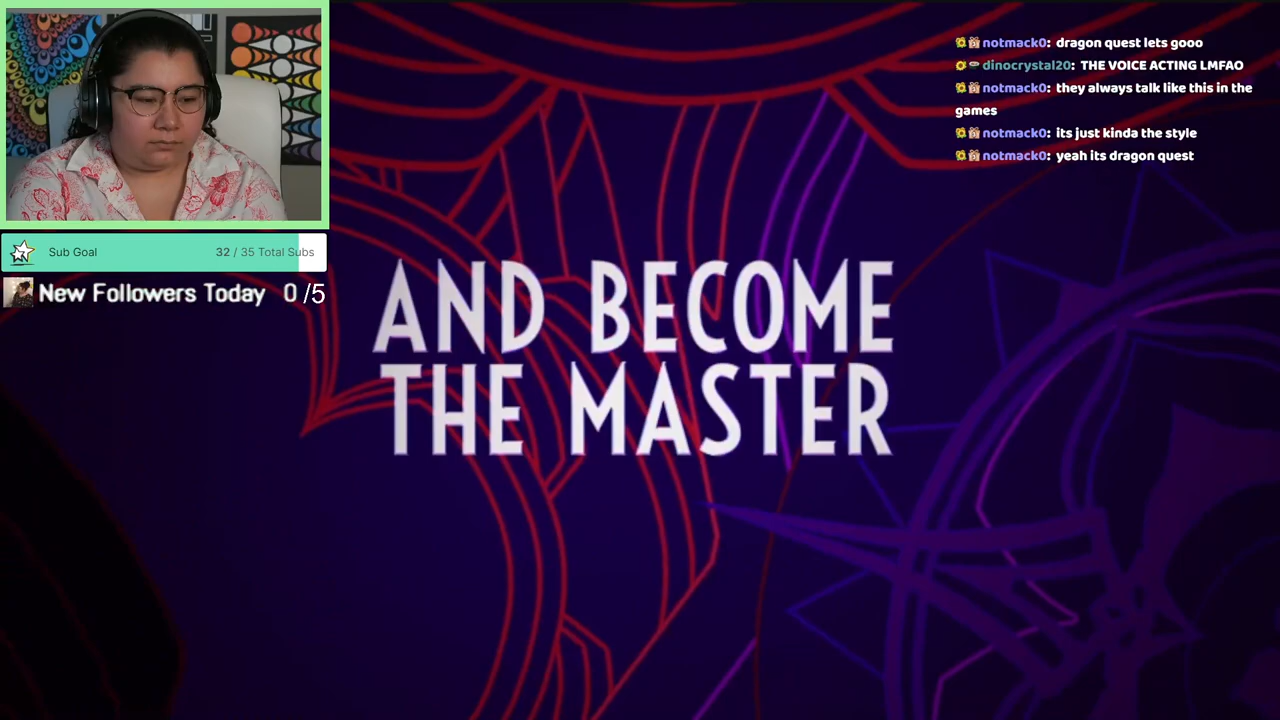 notmack0: dragon quest lets gooo
dinocrystal20: THE VOICE ACTING LMFAO
notmack0: they always talk like this in the
games
notmack0: its just kinda the style
notmack0: yeah its dragon quest
Sub Goal 32 / 35 Total Subs
New Followers Today 0 /5
AND BECOME
THE MASTER